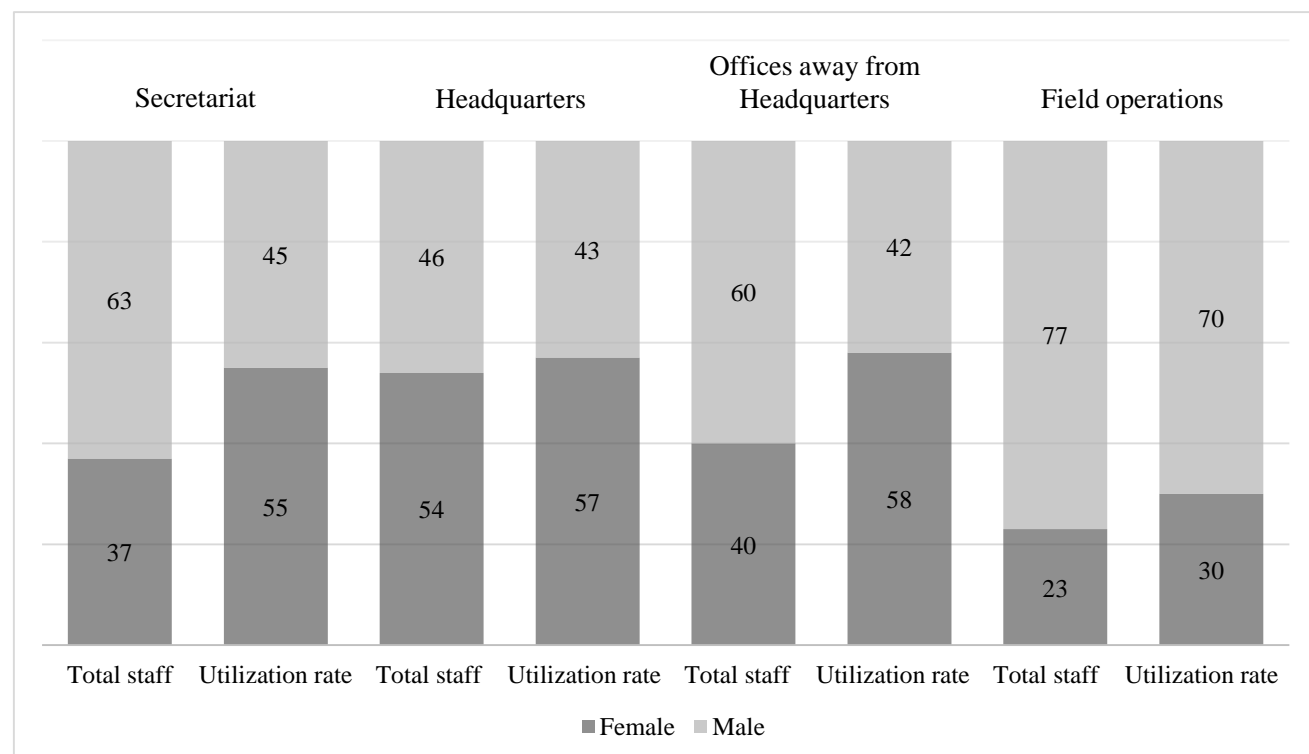 Secretariat
Headquarters
Offices away from
Headquarters
Field operations
63
45
46
43
60
42
77
70
37
55
54
57
40
58
23
30
Total staff
Utilization rate
Total staff
Utilization rate
Total staff
Utilization rate
Total staff
Utilization rate
Female
Male